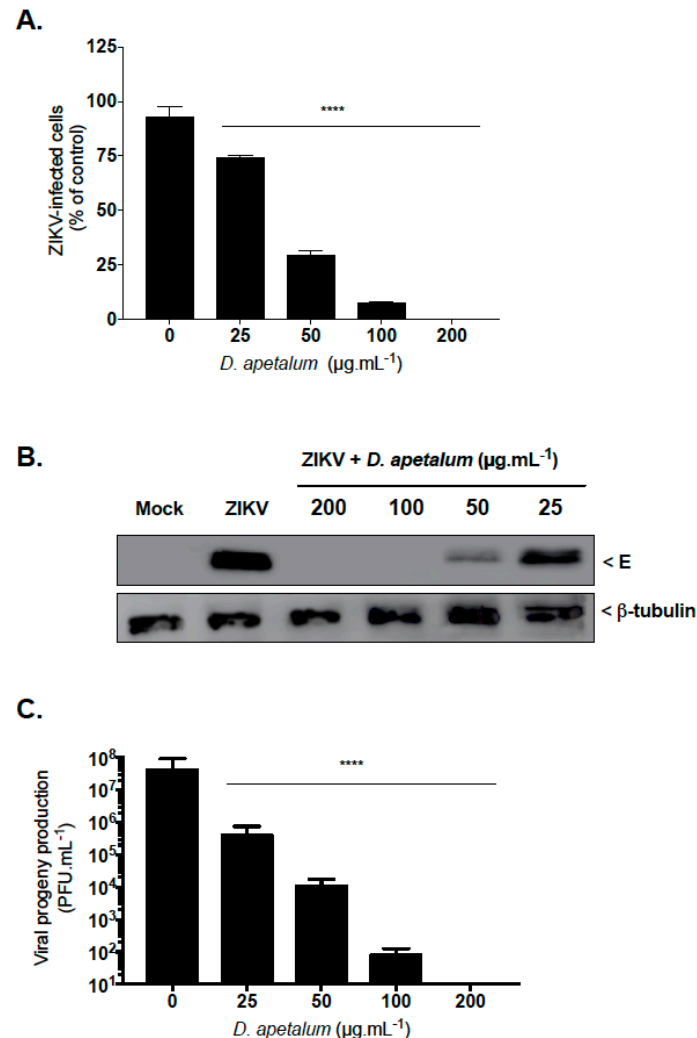 A.
ZIKV-infected cells
(% of control)
125
100
75
50
25
0
****
0 25 50 100 200
D. apetalum (µg.mL⁻¹)
B.
ZIKV + D. apetalum (µg.mL⁻¹)
Mock ZIKV 200 100 50 25
< E
< β-tubulin
C.
Viral progeny production
(PFU.mL⁻¹)
10⁸
10⁷
10⁶
10⁵
10⁴
10³
10²
10¹
****
0 25 50 100 200
D. apetalum (µg.mL⁻¹)